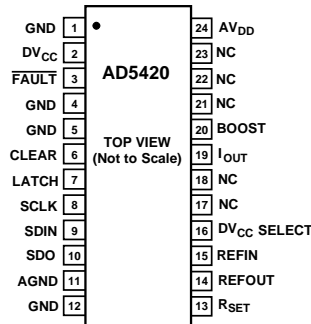 GND 1
DVCC 2
FAULT 3
GND 4
GND 5
CLEAR 6
LATCH 7
SCLK 8
SDIN 9
SDO 10
AGND 11
GND 12
AD5420
TOP VIEW
(Not to Scale)
24 AVDD
23 NC
22 NC
21 NC
20 BOOST
19 IOUT
18 NC
17 NC
16 DVCC SELECT
15 REFIN
14 REFOUT
13 RSET